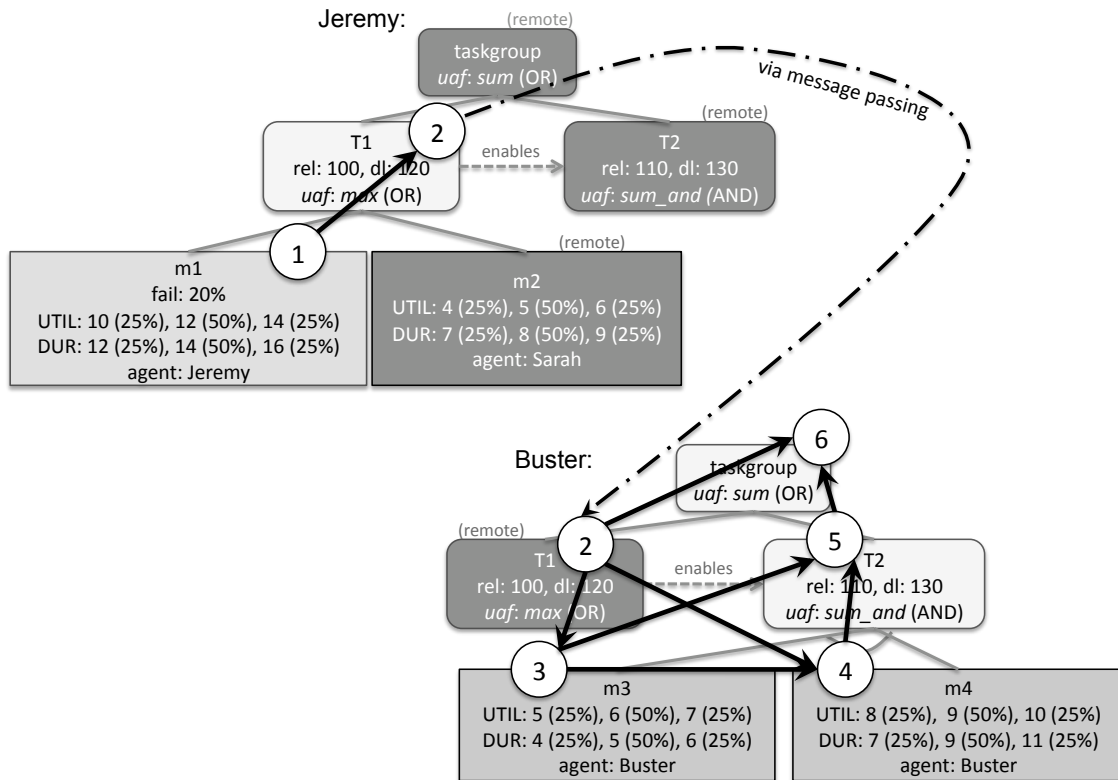 Jeremy:
(remote)
taskgroup
uaf: sum (OR)
via message passing
2
(remote)
T1
rel: 100, dl: 120
uaf: max (OR)
enables
T2
rel: 110, dl: 130
uaf: sum_and (AND)
1
(remote)
m1
fail: 20%
UTIL: 10 (25%), 12 (50%), 14 (25%)
DUR: 12 (25%), 14 (50%), 16 (25%)
agent: Jeremy
m2
UTIL: 4 (25%), 5 (50%), 6 (25%)
DUR: 7 (25%), 8 (50%), 9 (25%)
agent: Sarah
Buster:
6
taskgroup
uaf: sum (OR)
(remote)
2
T1
rel: 100, dl: 120
uaf: max (OR)
enables
5
T2
rel: 110, dl: 130
uaf: sum_and (AND)
3
4
m3
UTIL: 5 (25%), 6 (50%), 7 (25%)
DUR: 4 (25%), 5 (50%), 6 (25%)
agent: Buster
m4
UTIL: 8 (25%), 9 (50%), 10 (25%)
DUR: 7 (25%), 9 (50%), 11 (25%)
agent: Buster